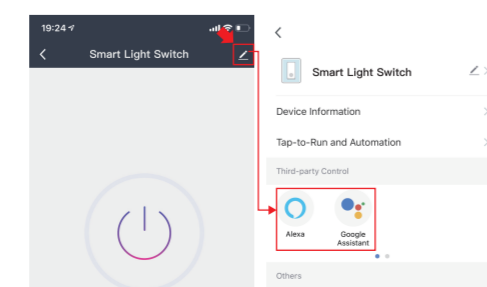 19:24
Smart Light Switch
Smart Light Switch
Device Information
Tap-to-Run and Automation
Third-party Control
Alexa
Google
Assistant
Others